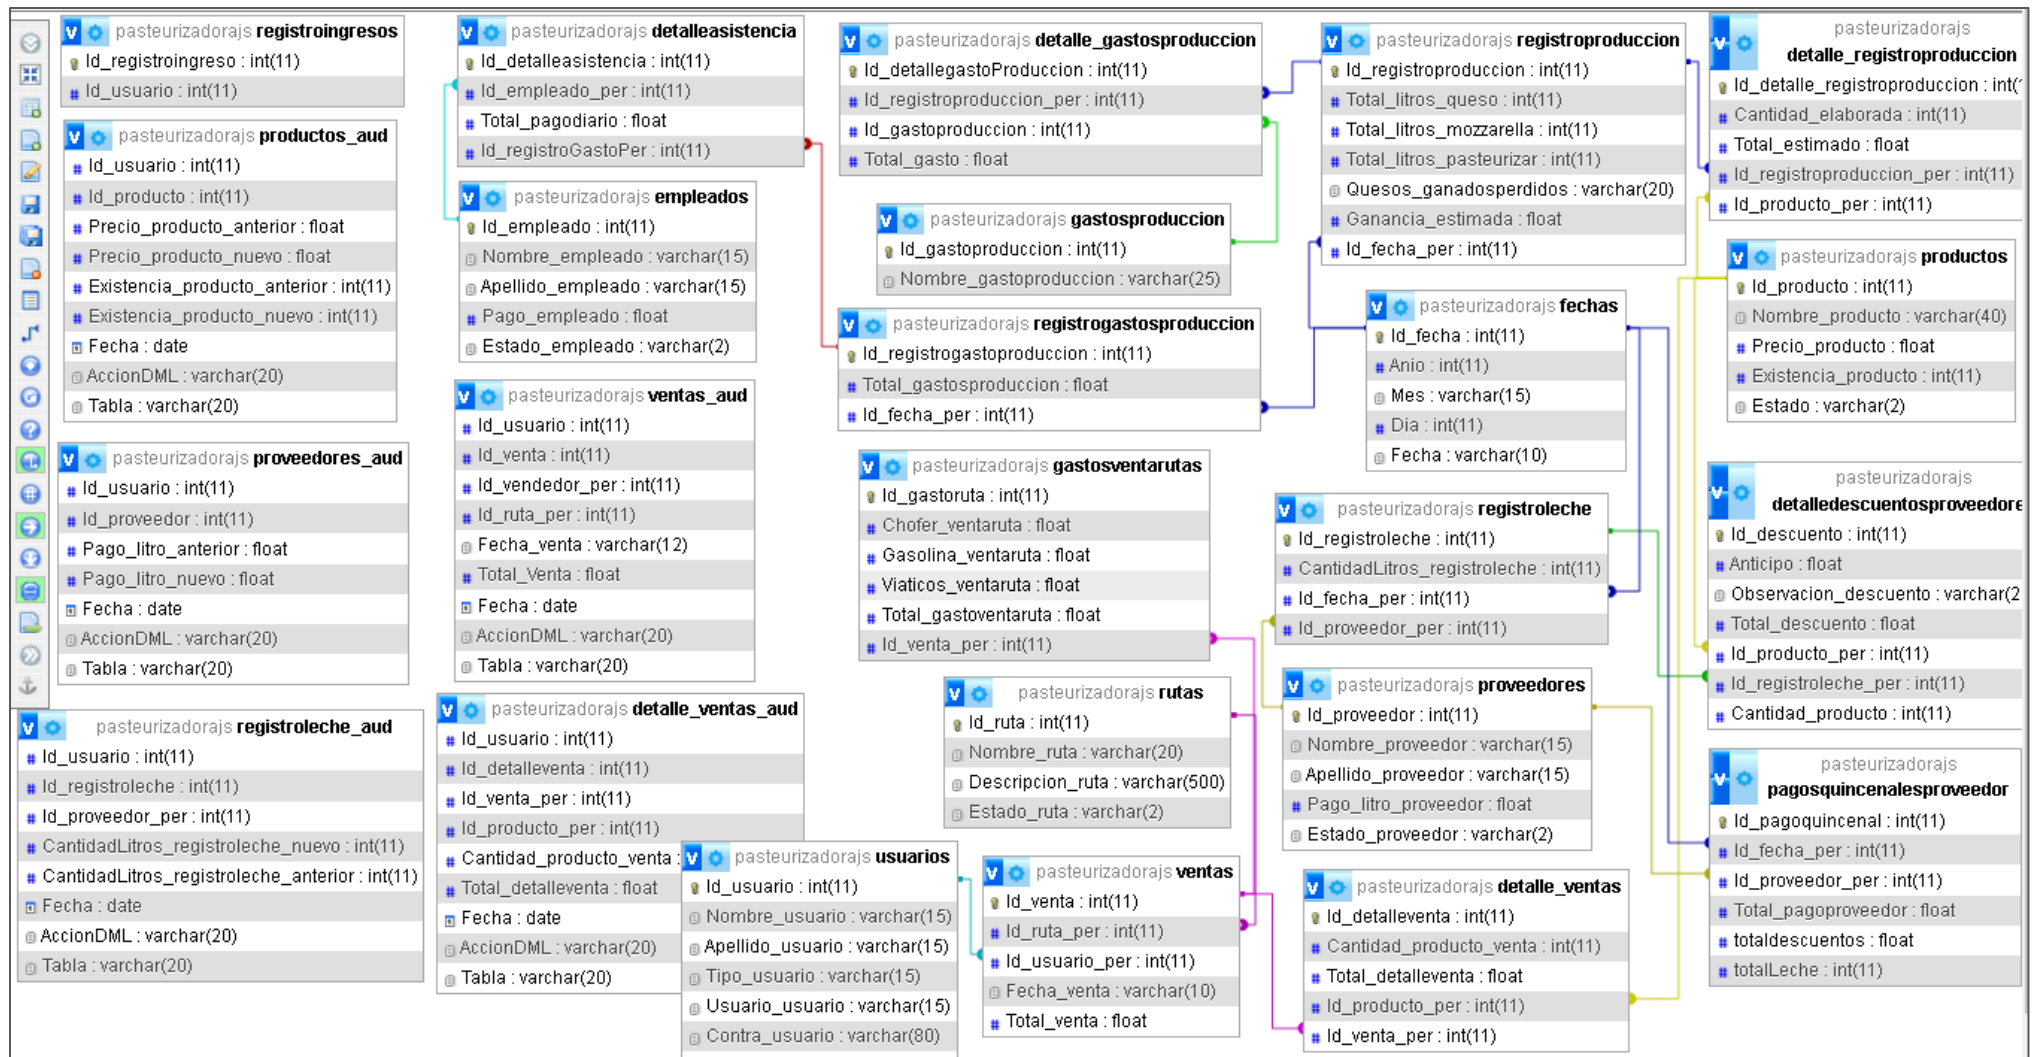 pasteurizadorajs registroingresos
Id_registroingreso : int(11)
Id_usuario : int(11)
pasteurizadorajs productos_aud
Id_usuario : int(11)
Id_producto : int(11)
Precio_producto_anterior : float
Precio_producto_nuevo : float
Existencia_producto_anterior : int(11)
Existencia_producto_nuevo : int(11)
Fecha : date
AccionDML : varchar(20)
Tabla : varchar(20)
pasteurizadorajs proveedores_aud
Id_usuario : int(11)
Id_proveedor : int(11)
Pago_litro_anterior : float
Pago_litro_nuevo : float
Fecha : date
AccionDML : varchar(20)
Tabla : varchar(20)
pasteurizadorajs registroleche_aud
Id_usuario : int(11)
Id_registroleche : int(11)
Id_proveedor_per : int(11)
CantidadLitros_registroleche_nuevo : int(11)
CantidadLitros_registroleche_anterior : int(11)
Fecha : date
AccionDML : varchar(20)
Tabla : varchar(20)
pasteurizadorajs detalleasistencia
Id_detalleasistencia : int(11)
Id_empleado_per : int(11)
Total_pagodiario : float
Id_registroGastoPer : int(11)
pasteurizadorajs empleados
Id_empleado : int(11)
Nombre_empleado : varchar(15)
Apellido_empleado : varchar(15)
Pago_empleado : float
Estado_empleado : varchar(2)
pasteurizadorajs ventas_aud
Id_usuario : int(11)
Id_venta : int(11)
Id_vendedor_per : int(11)
Id_ruta_per : int(11)
Fecha_venta : varchar(12)
Total_Venta : float
Fecha : date
AccionDML : varchar(20)
Tabla : varchar(20)
pasteurizadorajs detalle_ventas_aud
Id_usuario : int(11)
Id_detalleventa : int(11)
Id_venta_per : int(11)
Id_producto_per : int(11)
Cantidad_producto_venta :
Total_detalleventa : float
Fecha : date
AccionDML : varchar(20)
Tabla : varchar(20)
pasteurizadorajs usuarios
Id_usuario : int(11)
Nombre_usuario : varchar(15)
Apellido_usuario : varchar(15)
Tipo_usuario : varchar(15)
Usuario_usuario : varchar(15)
Contra_usuario : varchar(80)
pasteurizadorajs detalle_gastosproduccion
Id_detallegastoProduccion : int(11)
Id_registroproduccion_per : int(11)
Id_gastoproduccion : int(11)
Total_gasto : float
pasteurizadorajs gastosproduccion
Id_gastoproduccion : int(11)
Nombre_gastoproduccion : varchar(25)
pasteurizadorajs registrogastosproduccion
Id_registrogastoproduccion : int(11)
Total_gastosproduccion : float
Id_fecha_per : int(11)
pasteurizadorajs gastosventarutas
Id_gastoruta : int(11)
Chofer_ventaruta : float
Gasolina_ventaruta : float
Viaticos_ventaruta : float
Total_gastoventaruta : float
Id_venta_per : int(11)
pasteurizadorajs rutas
Id_ruta : int(11)
Nombre_ruta : varchar(20)
Descripcion_ruta : varchar(500)
Estado_ruta : varchar(2)
pasteurizadorajs ventas
Id_venta : int(11)
Id_ruta_per : int(11)
Id_usuario_per : int(11)
Fecha_venta : varchar(10)
Total_venta : float
pasteurizadorajs registroproduccion
Id_registroproduccion : int(11)
Total_litros_queso : int(11)
Total_litros_mozzarella : int(11)
Total_litros_pasteurizar : int(11)
Quesos_ganadosperdidos : varchar(20)
Ganancia_estimada : float
Id_fecha_per : int(11)
pasteurizadorajs fechas
Id_fecha : int(11)
Anio : int(11)
Mes : varchar(15)
Dia : int(11)
Fecha : varchar(10)
pasteurizadorajs registroleche
Id_registroleche : int(11)
CantidadLitros_registroleche : int(11)
Id_fecha_per : int(11)
Id_proveedor_per : int(11)
pasteurizadorajs proveedores
Id_proveedor : int(11)
Nombre_proveedor : varchar(15)
Apellido_proveedor : varchar(15)
Pago_litro_proveedor : float
Estado_proveedor : varchar(2)
pasteurizadorajs detalle_ventas
Id_detalleventa : int(11)
Cantidad_producto_venta : int(11)
Total_detalleventa : float
Id_producto_per : int(11)
Id_venta_per : int(11)
pasteurizadorajs
detalle_registroproduccion
Id_detalle_registroproduccion : int(
Cantidad_elaborada : int(11)
Total_estimado : float
Id_registroproduccion_per : int(11)
Id_producto_per : int(11)
pasteurizadorajs productos
Id_producto : int(11)
Nombre_producto : varchar(40)
Precio_producto : float
Existencia_producto : int(11)
Estado : varchar(2)
pasteurizadorajs
detalledescuentosproveedore
Id_descuento : int(11)
Anticipo : float
Observacion_descuento : varchar(2
Total_descuento : float
Id_producto_per : int(11)
Id_registroleche_per : int(11)
Cantidad_producto : int(11)
pasteurizadorajs
pagosquincenalesproveedor
Id_pagoquincenal : int(11)
Id_fecha_per : int(11)
Id_proveedor_per : int(11)
Total_pagoproveedor : float
totaldescuentos : float
totalLeche : int(11)